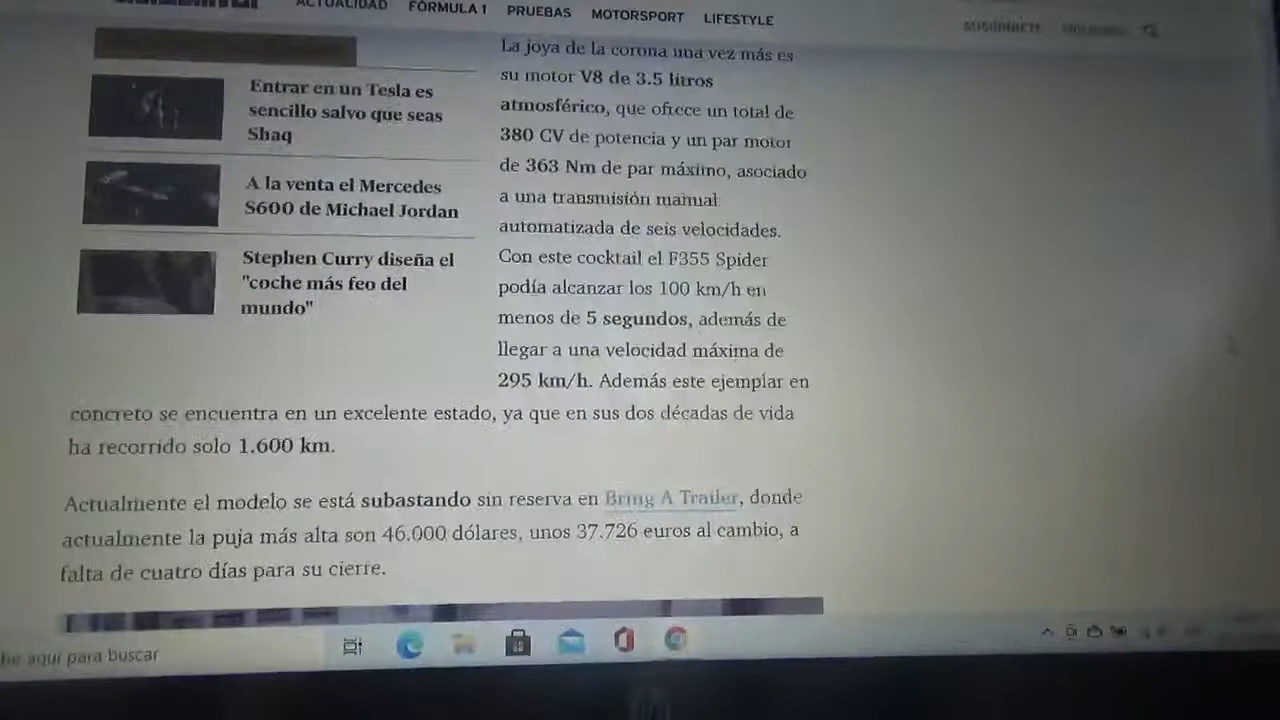 ACTUALIDAD FÓRMULA 1 PRUEBAS MOTORSPORT LIFESTYLE
SUSCRÍBETE
Entrar en un Tesla es
sencillo salvo que seas
Shaq
A la venta el Mercedes
S600 de Michael Jordan
Stephen Curry diseña el
"coche más feo del
mundo"
La joya de la corona una vez más es
su motor V8 de 3.5 litros
atmosférico, que ofrece un total de
380 CV de potencia y un par motor
de 363 Nm de par máximo, asociado
a una transmisión manual
automatizada de seis velocidades.
Con este cocktail el F355 Spider
podía alcanzar los 100 km/h en
menos de 5 segundos, además de
llegar a una velocidad máxima de
295 km/h. Además este ejemplar en
concreto se encuentra en un excelente estado, ya que en sus dos décadas de vida
ha recorrido solo 1.600 km.
Actualmente el modelo se está subastando sin reserva en Bring A Trailer, donde
actualmente la puja más alta son 46.000 dólares, unos 37.726 euros al cambio, a
falta de cuatro días para su cierre.
be aquí para buscar